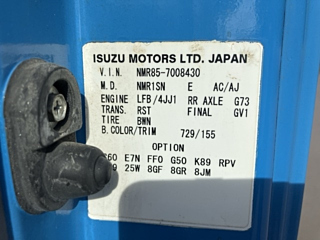 ISUZU MOTORS LTD. JAPAN
V.I.N. NMR85-7008430
M.D. NMR1SN E AC/AJ
ENGINE LFB/4JJ1 RR AXLE G73
TRANS. RST FINAL GV1
TIRE BWN
B.COLOR/TRIM 729/155
OPTION
E7N FF0 G50 K89 RPV
25W 8GF 8GR 8JM